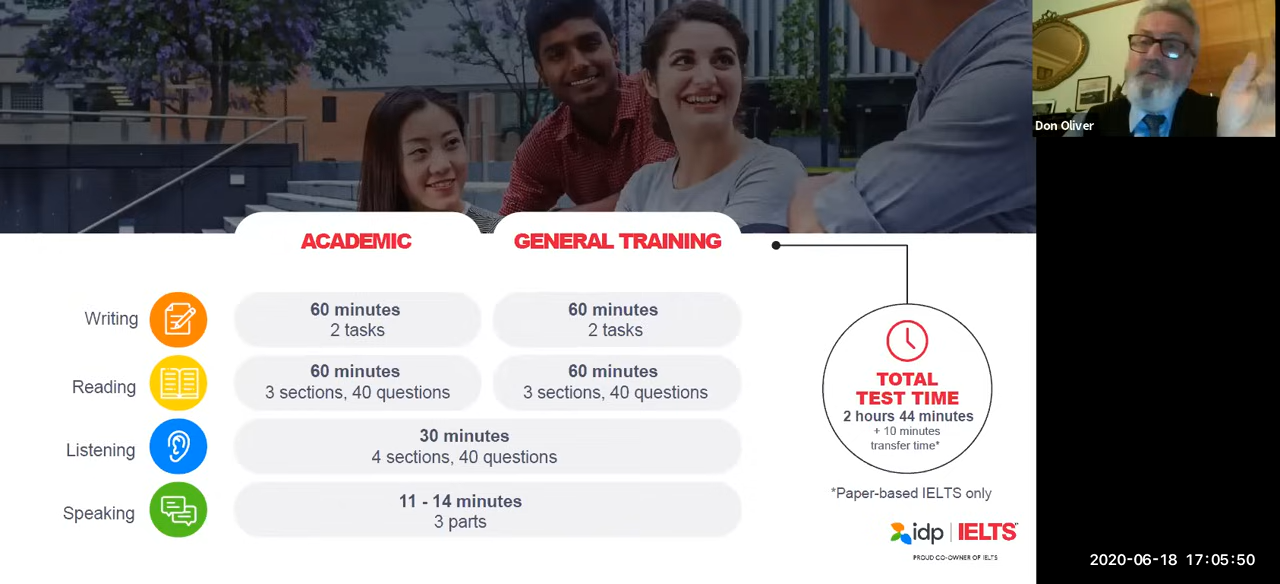 Don Oliver
ACADEMIC
GENERAL TRAINING
Writing
60 minutes
2 tasks
60 minutes
2 tasks
Reading
60 minutes
3 sections, 40 questions
60 minutes
3 sections, 40 questions
Listening
30 minutes
4 sections, 40 questions
Speaking
11 - 14 minutes
3 parts
TOTAL
TEST TIME
2 hours 44 minutes
+ 10 minutes
transfer time*
*Paper-based IELTS only
idp | IELTS™
PROUD CO-OWNER OF IELTS
2020-06-18 17:05:50